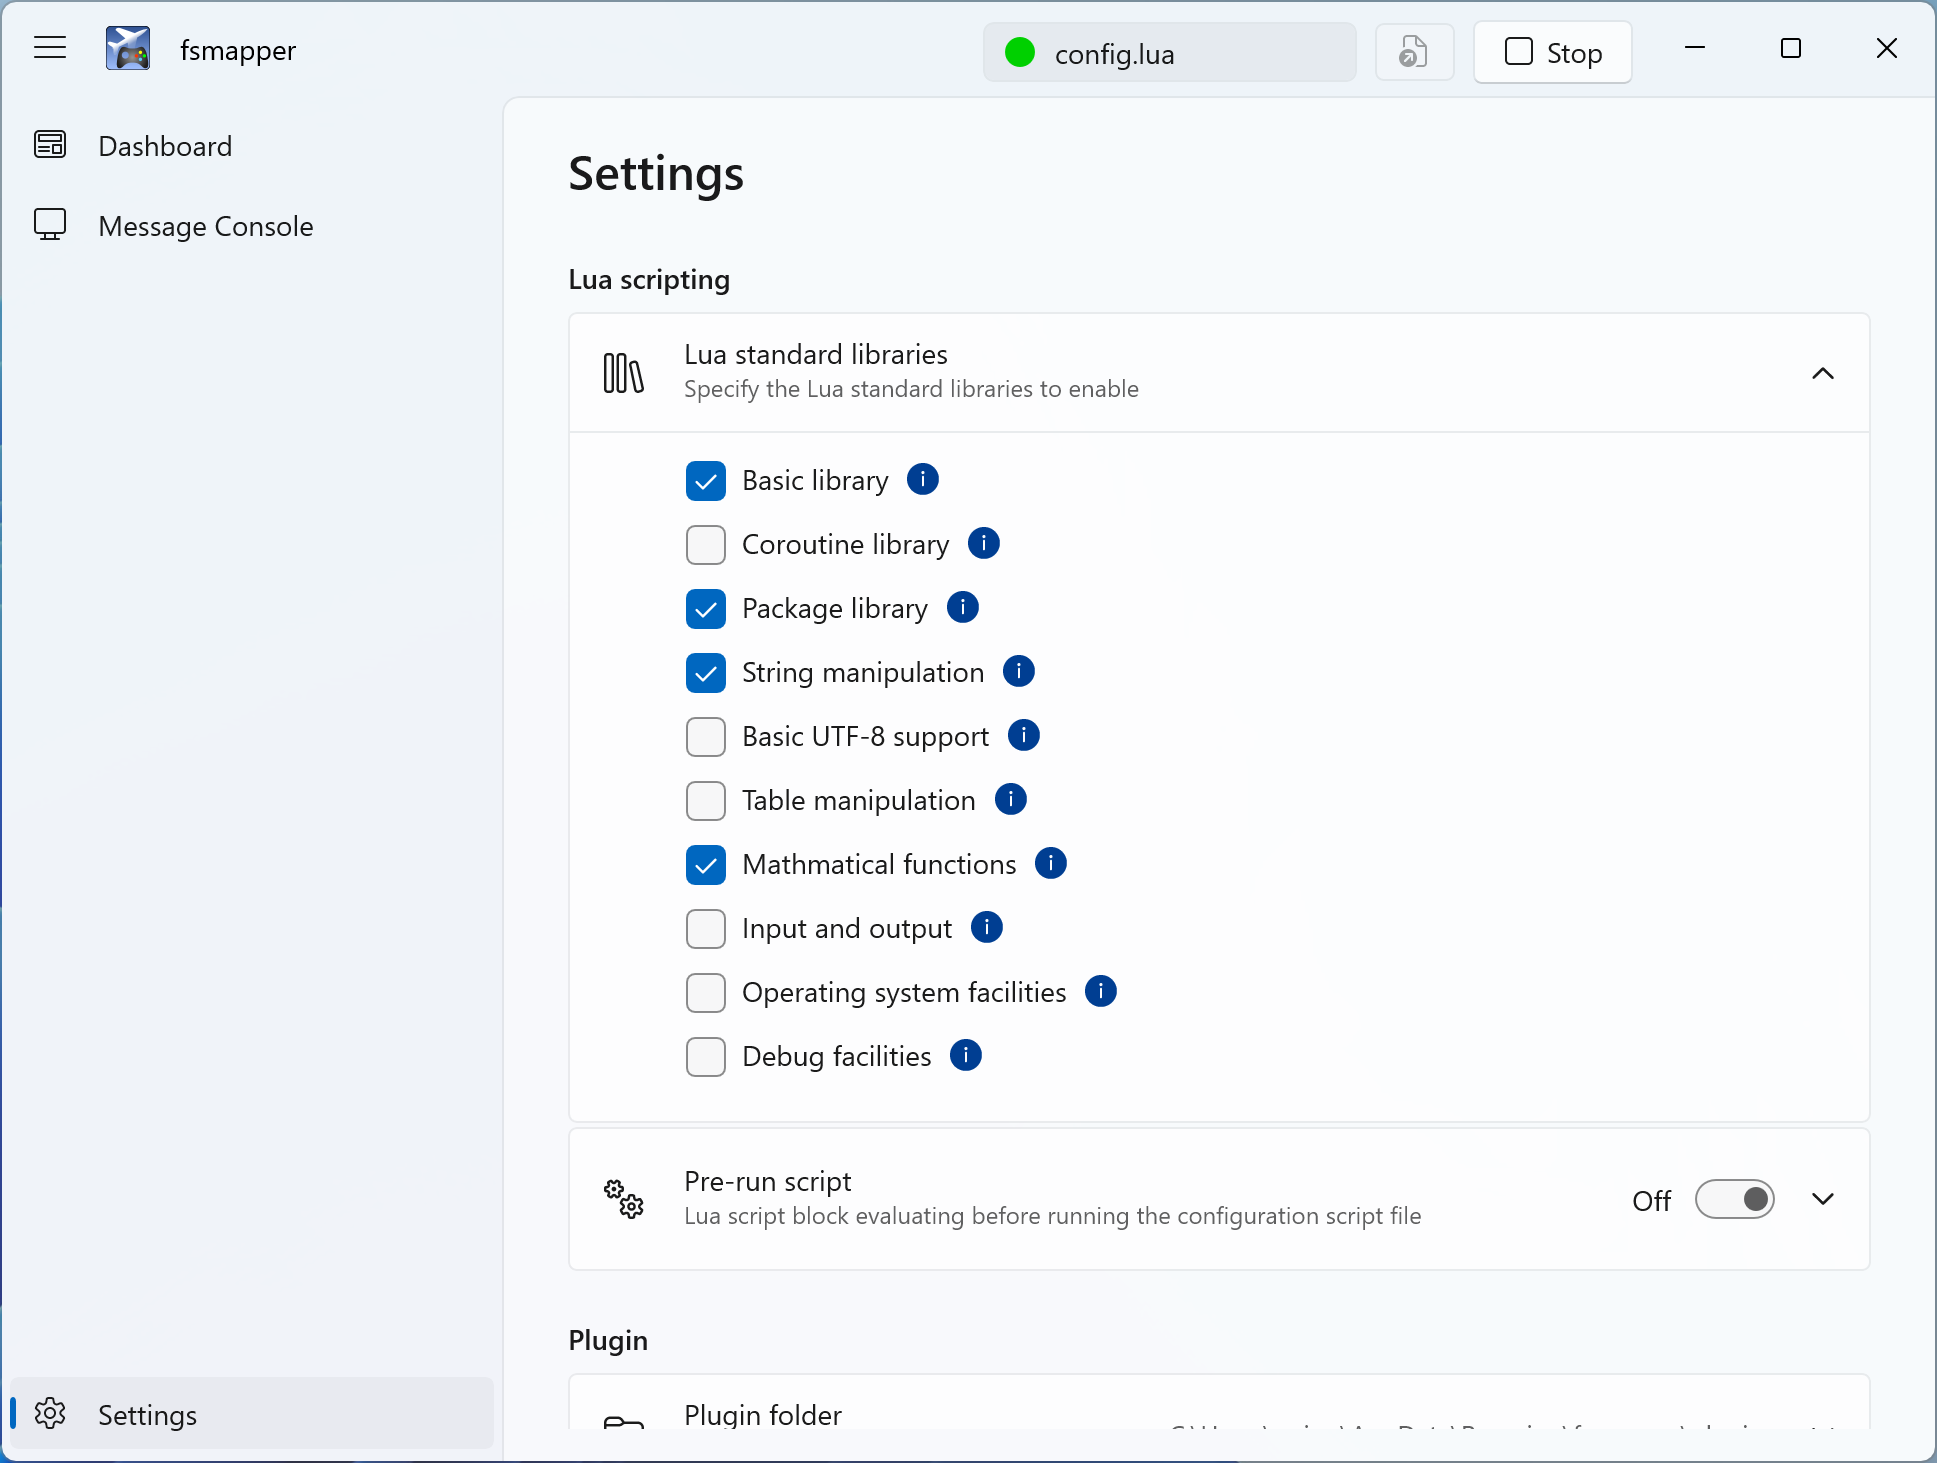 fsmapper
config.lua
Stop
Dashboard
Message Console
Settings
Settings
Lua scripting
Lua standard libraries
Specify the Lua standard libraries to enable
Basic library
Coroutine library
Package library
String manipulation
Basic UTF-8 support
Table manipulation
Mathmatical functions
Input and output
Operating system facilities
Debug facilities
Pre-run script
Lua script block evaluating before running the configuration script file
Off
Plugin
Plugin folder